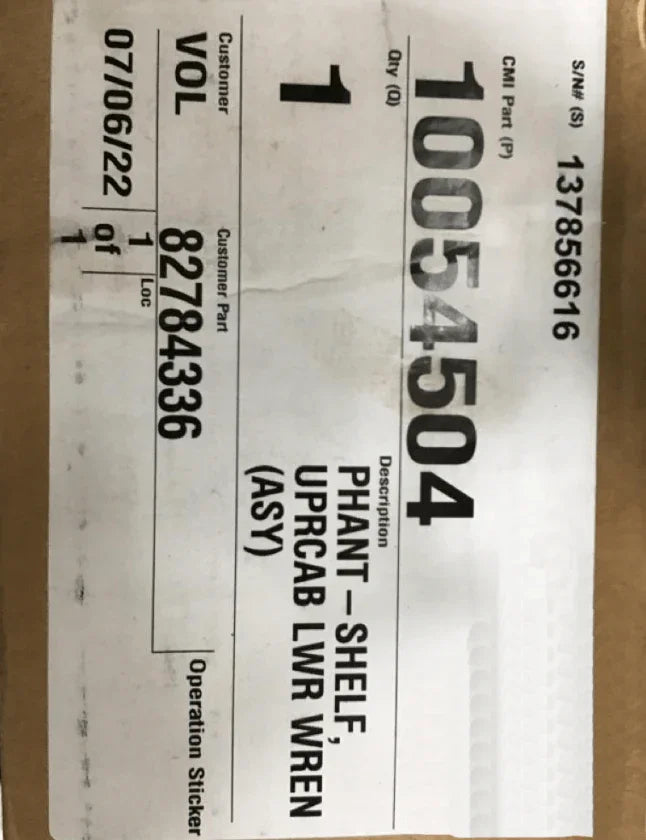 S/N# (S) 137856616
CMI Part (P)
10054504
Qty (Q)
1
Description
PHANT – SHELF,
UPRCAB LWR WREN
(ASY)
Customer
VOL
Customer Part
82784336
07/06/22
1
of
1
Loc
Operation Sticker